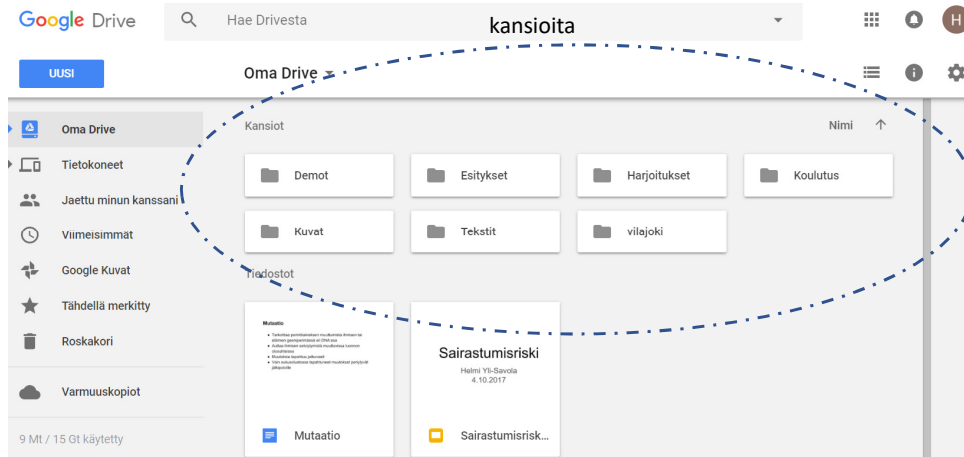 Google Drive
Hae Drivesta
kansioita
H
UUSI
Oma Drive
Oma Drive
Tietokoneet
Jaettu minun kanssani
Viimeisimmät
Google Kuvat
Tähdellä merkitty
Roskakori
Varmuuskopiot
9 Mt / 15 Gt käytetty
Kansiot
Nimi
Demot
Esitykset
Harjoitukset
Koulutus
Kuvat
Tekstit
vilajoki
Tiedostot
Mutaatio
Sairastumisriski
Helmi Yli-Savola
4.10.2017
Mutaatio
Sairastumisrisk...